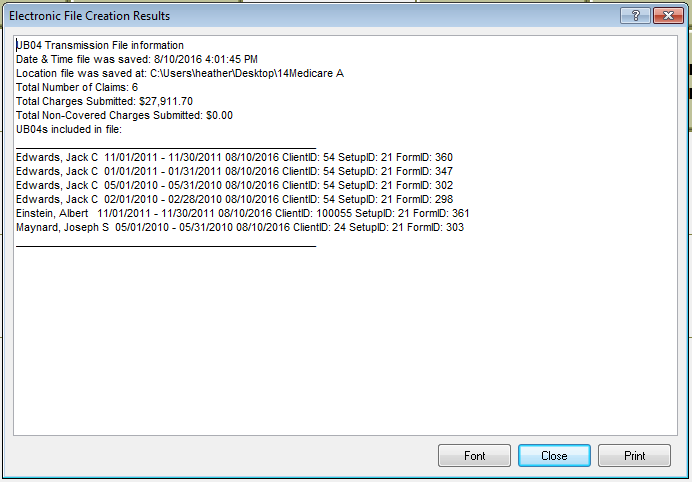 Electronic File Creation Results
?
UB04 Transmission File information
Date & Time file was saved: 8/10/2016 4:01:45 PM
Location file was saved at: C:\Users\heather\Desktop\14Medicare A
Total Number of Claims: 6
Total Charges Submitted: $27,911.70
Total Non-Covered Charges Submitted: $0.00
UB04s included in file:
Edwards, Jack C  11/01/2011 - 11/30/2011 08/10/2016 ClientID: 54 SetupID: 21 FormID: 360
Edwards, Jack C  01/01/2011 - 01/31/2011 08/10/2016 ClientID: 54 SetupID: 21 FormID: 347
Edwards, Jack C  05/01/2010 - 05/31/2010 08/10/2016 ClientID: 54 SetupID: 21 FormID: 302
Edwards, Jack C  02/01/2010 - 02/28/2010 08/10/2016 ClientID: 54 SetupID: 21 FormID: 298
Einstein, Albert   11/01/2011 - 11/30/2011 08/10/2016 ClientID: 100055 SetupID: 21 FormID: 361
Maynard, Joseph S  05/01/2010 - 05/31/2010 08/10/2016 ClientID: 24 SetupID: 21 FormID: 303
Font Close Print